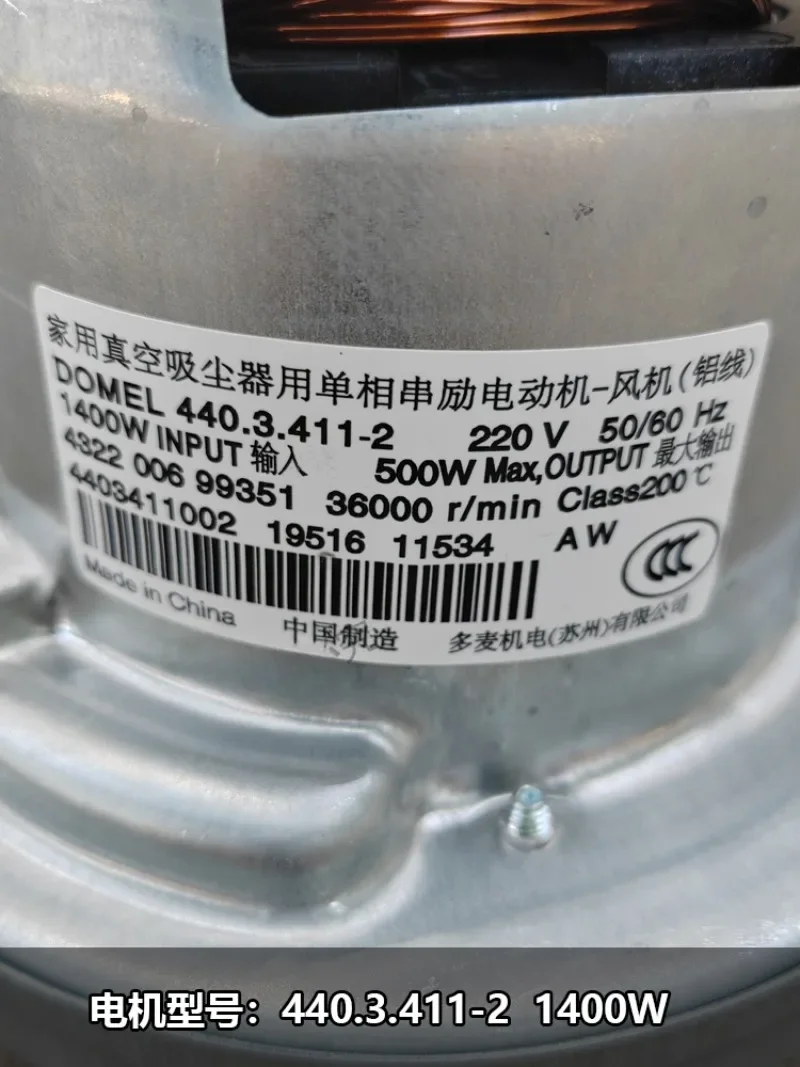 家用真空吸尘器用单相串励电动机-风机(铝线)
DOMEL 440.3.411-2 220 V 50/60 Hz
1400W INPUT 输入 500W Max,OUTPUT 最大输出
4322 006 99351 36000 r/min Class200℃
4403411002 19516 11534 AW
CCC
Made in China 中国制造 多麦机电(苏州)有限公司
电机型号：440.3.411-2 1400W